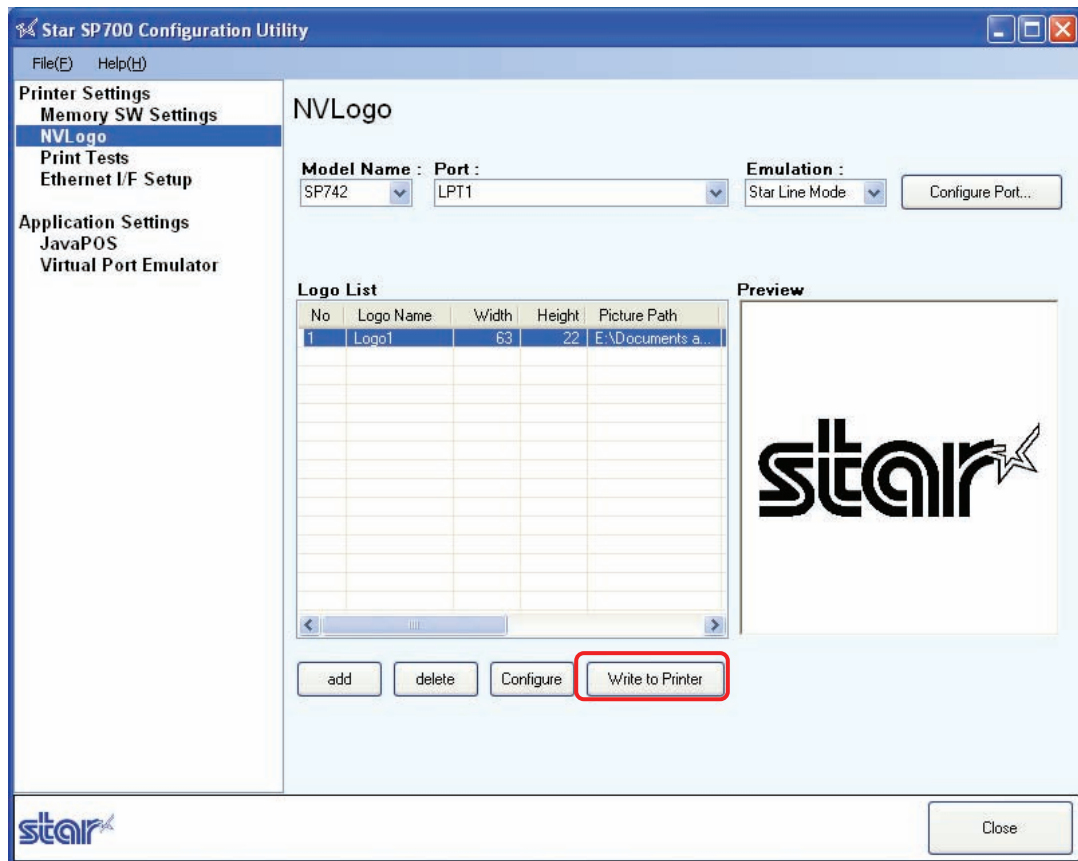 Star SP700 Configuration Utility
File(F) Help(H)
Printer Settings
Memory SW Settings
NVLogo
Print Tests
Ethernet I/F Setup
Application Settings
JavaPOS
Virtual Port Emulator
NVLogo
Model Name : Port : Emulation :
SP742 LPT1 Star Line Mode Configure Port...
Logo List Preview
No Logo Name Width Height Picture Path
1 Logo1 63 22 E:\Documents a...
star
add delete Configure Write to Printer
star Close